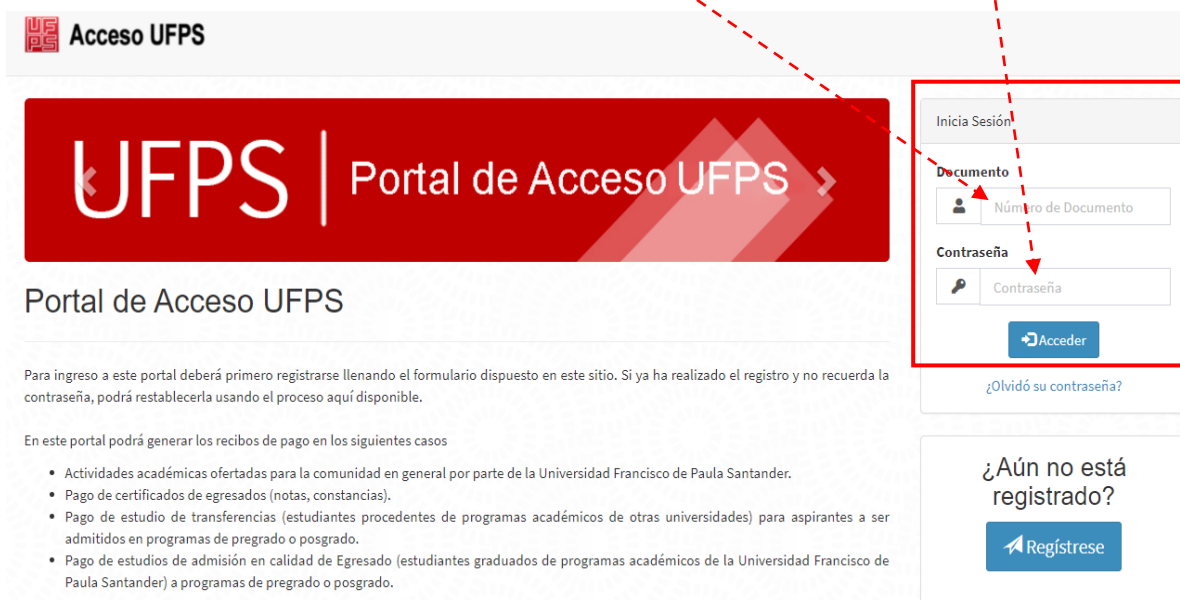 UFPS
Acceso UFPS
UFPS
Portal de Acceso UFPS
Portal de Acceso UFPS
Para ingreso a este portal deberá primero registrarse llenando el formulario dispuesto en este sitio. Si ya ha realizado el registro y no recuerda la
contraseña, podrá restablecerla usando el proceso aquí disponible.
En este portal podrá generar los recibos de pago en los siguientes casos
• Actividades académicas ofertadas para la comunidad en general por parte de la Universidad Francisco de Paula Santander.
• Pago de certificados de egresados (notas, constancias).
• Pago de estudio de transferencias (estudiantes procedentes de programas académicos de otras universidades) para aspirantes a ser
admitidos en programas de pregrado o posgrado.
• Pago de estudios de admisión en calidad de Egresado (estudiantes graduados de programas académicos de la Universidad Francisco de
Paula Santander) a programas de pregrado o posgrado.
Inicia Sesión
Documento
Número de Documento
Contraseña
Contraseña
Acceder
¿Olvidó su contraseña?
¿Aún no está
registrado?
Regístrese